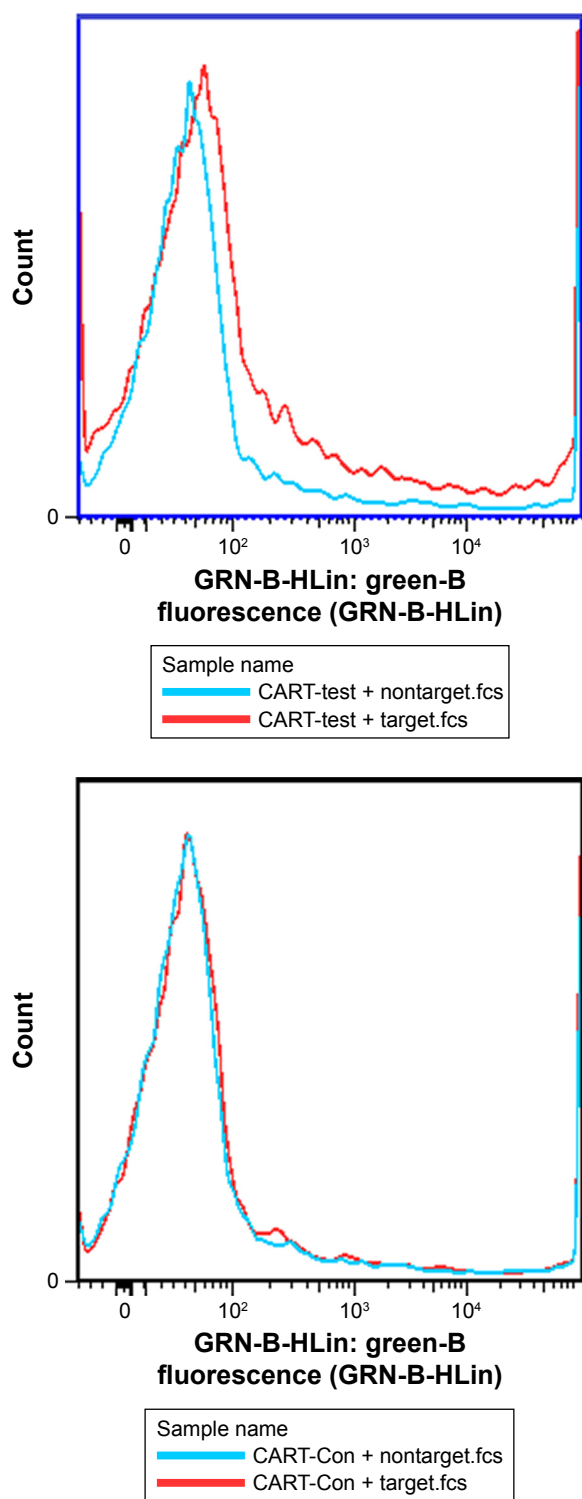 Count
0
0 10² 10³ 10⁴
GRN-B-HLin: green-B
fluorescence (GRN-B-HLin)
Sample name
CART-test + nontarget.fcs
CART-test + target.fcs
Count
0
0 10² 10³ 10⁴
GRN-B-HLin: green-B
fluorescence (GRN-B-HLin)
Sample name
CART-Con + nontarget.fcs
CART-Con + target.fcs